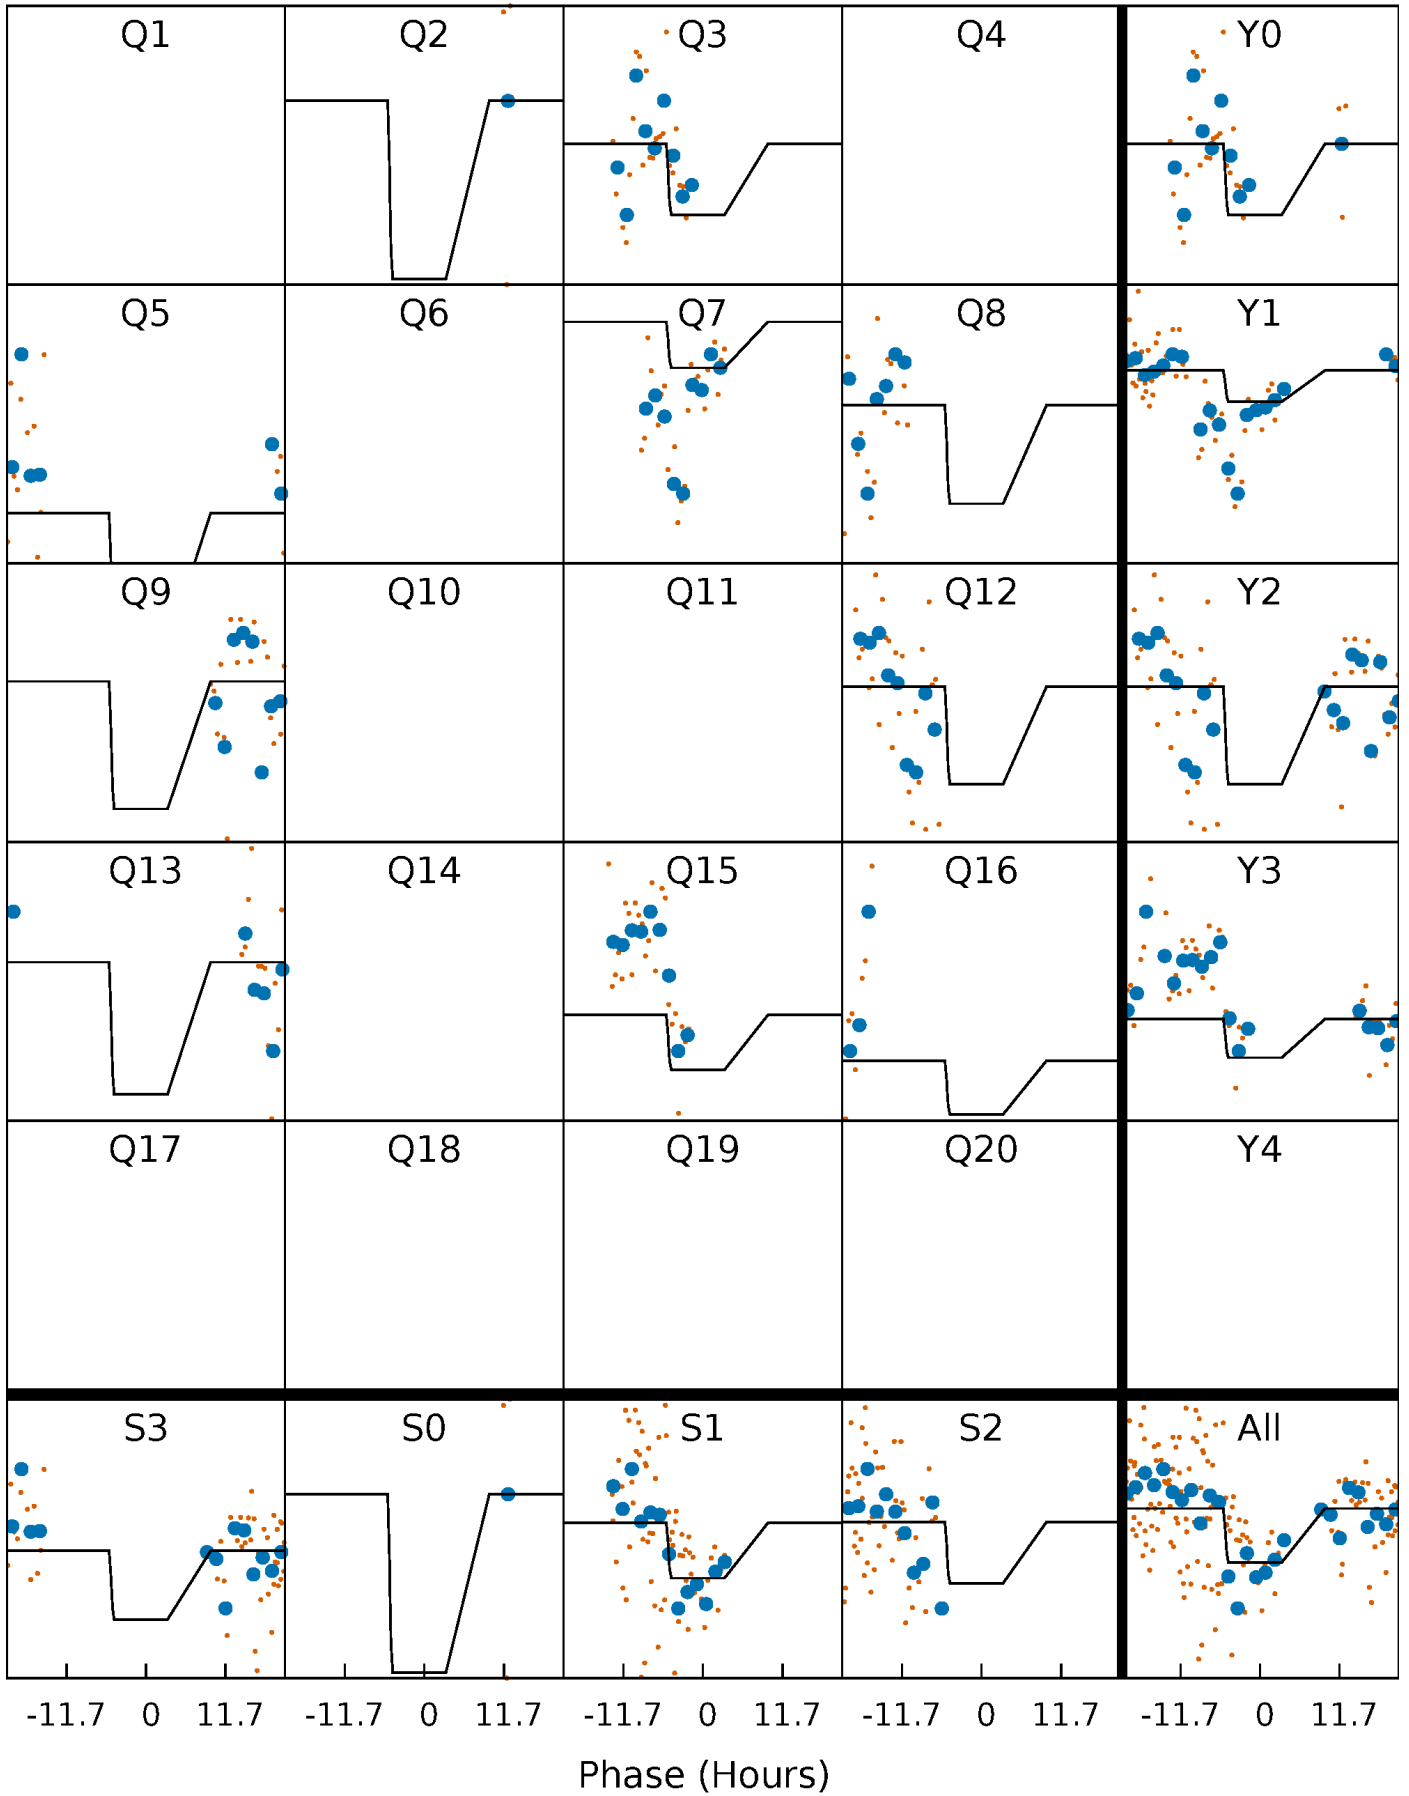 Q1 Q2 Q3 Q4 Y0
Q5 Q6 Q7 Q8 Y1
Q9 Q10 Q11 Q12 Y2
Q13 Q14 Q15 Q16 Y3
Q17 Q18 Q19 Q20 Y4
S3 S0 S1 S2 All
-11.7 0 11.7 -11.7 0 11.7 -11.7 0 11.7 -11.7 0 11.7 -11.7 0 11.7
Phase (Hours)